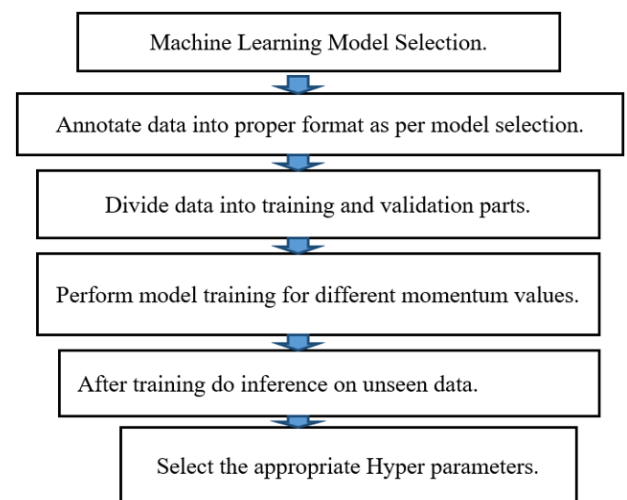 Machine Learning Model Selection.
Annotate data into proper format as per model selection.
Divide data into training and validation parts.
Perform model training for different momentum values.
After training do inference on unseen data.
Select the appropriate Hyper parameters.